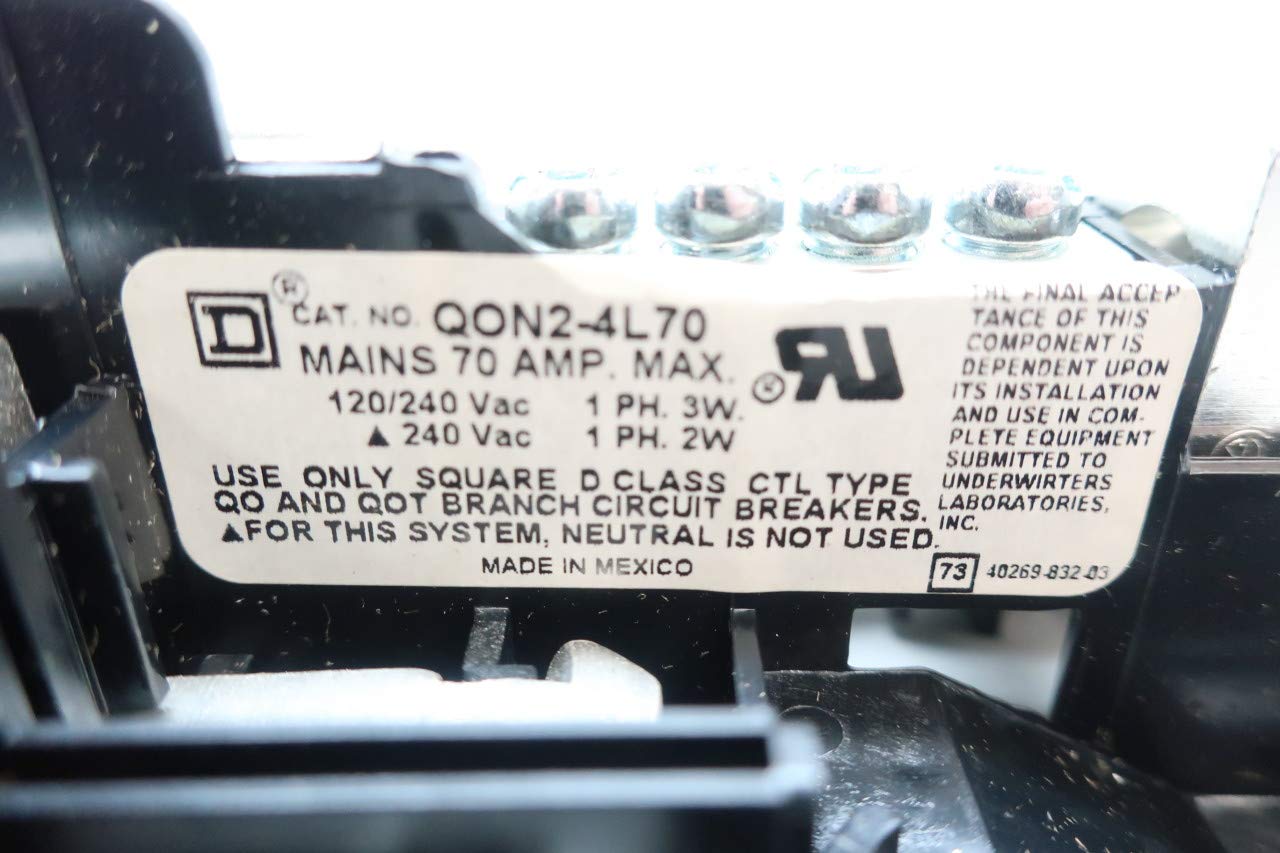 D ®
CAT. NO. QON2-4L70
MAINS 70 AMP. MAX.
120/240 Vac 1 PH. 3W.
▲ 240 Vac 1 PH. 2W
USE ONLY SQUARE D CLASS CTL TYPE
QO AND QOT BRANCH CIRCUIT BREAKERS.
▲FOR THIS SYSTEM, NEUTRAL IS NOT USED.
MADE IN MEXICO
® RU
THE FINAL ACCEP
TANCE OF THIS
COMPONENT IS
DEPENDENT UPON
ITS INSTALLATION
AND USE IN COM-
PLETE EQUIPMENT
SUBMITTED TO
UNDERWIRTERS
LABORATORIES,
INC.
73 40269-832-03